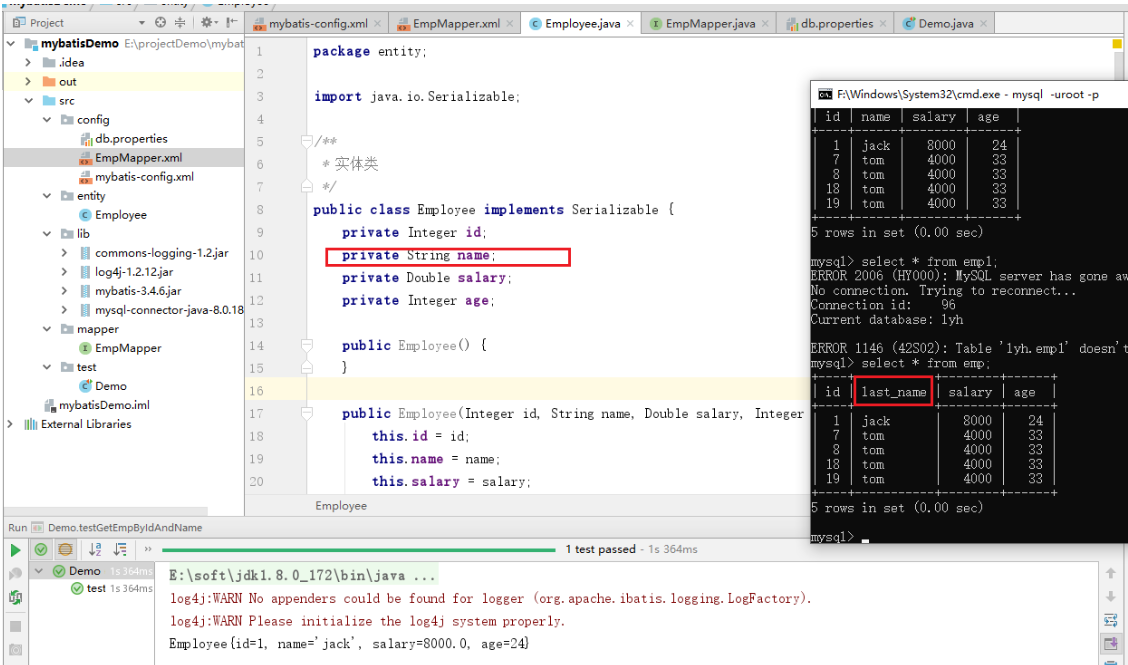 Project
mybatis-config.xml
EmpMapper.xml
Employee.java
EmpMapper.java
db.properties
Demo.java
mybatisDemo E:\projectDemo\mybat
.idea
out
src
config
db.properties
EmpMapper.xml
mybatis-config.xml
entity
Employee
lib
commons-logging-1.2.jar
log4j-1.2.12.jar
mybatis-3.4.6.jar
mysql-connector-java-8.0.18
mapper
EmpMapper
test
Demo
mybatisDemo.iml
External Libraries
1 package entity;
2
3 import java.io.Serializable;
4
5 /**
6 * 实体类
7 */
8 public class Employee implements Serializable {
9 private Integer id;
10 private String name;
11 private Double salary;
12 private Integer age;
13
14 public Employee() {
15 }
16
17 public Employee(Integer id, String name, Double salary, Integer
18 this.id = id;
19 this.name = name;
20 this.salary = salary;
Employee
F:\Windows\System32\cmd.exe - mysql -uroot -p
| id | name | salary | age |
+----+------+--------+------+
| 1 | jack | 8000 | 24 |
| 7 | tom | 4000 | 33 |
| 8 | tom | 4000 | 33 |
| 18 | tom | 4000 | 33 |
| 19 | tom | 4000 | 33 |
+----+------+--------+------+
5 rows in set (0.00 sec)
mysql> select * from emp1;
ERROR 2006 (HY000): MySQL server has gone aw
No connection. Trying to reconnect...
Connection id: 96
Current database: lyh
ERROR 1146 (42S02): Table 'lyh.emp1' doesn't
mysql> select * from emp;
+----+-----------+--------+------+
| id | last_name | salary | age |
+----+-----------+--------+------+
| 1 | jack | 8000 | 24 |
| 7 | tom | 4000 | 33 |
| 8 | tom | 4000 | 33 |
| 18 | tom | 4000 | 33 |
| 19 | tom | 4000 | 33 |
+----+-----------+--------+------+
5 rows in set (0.00 sec)
mysql> _
Run Demo.testGetEmpByIdAndName
1 test passed - 1s 364ms
Demo 1s 364ms
test 1s 364ms
E:\soft\jdk1.8.0_172\bin\java ...
log4j:WARN No appenders could be found for logger (org.apache.ibatis.logging.LogFactory).
log4j:WARN Please initialize the log4j system properly.
Employee{id=1, name='jack', salary=8000.0, age=24}